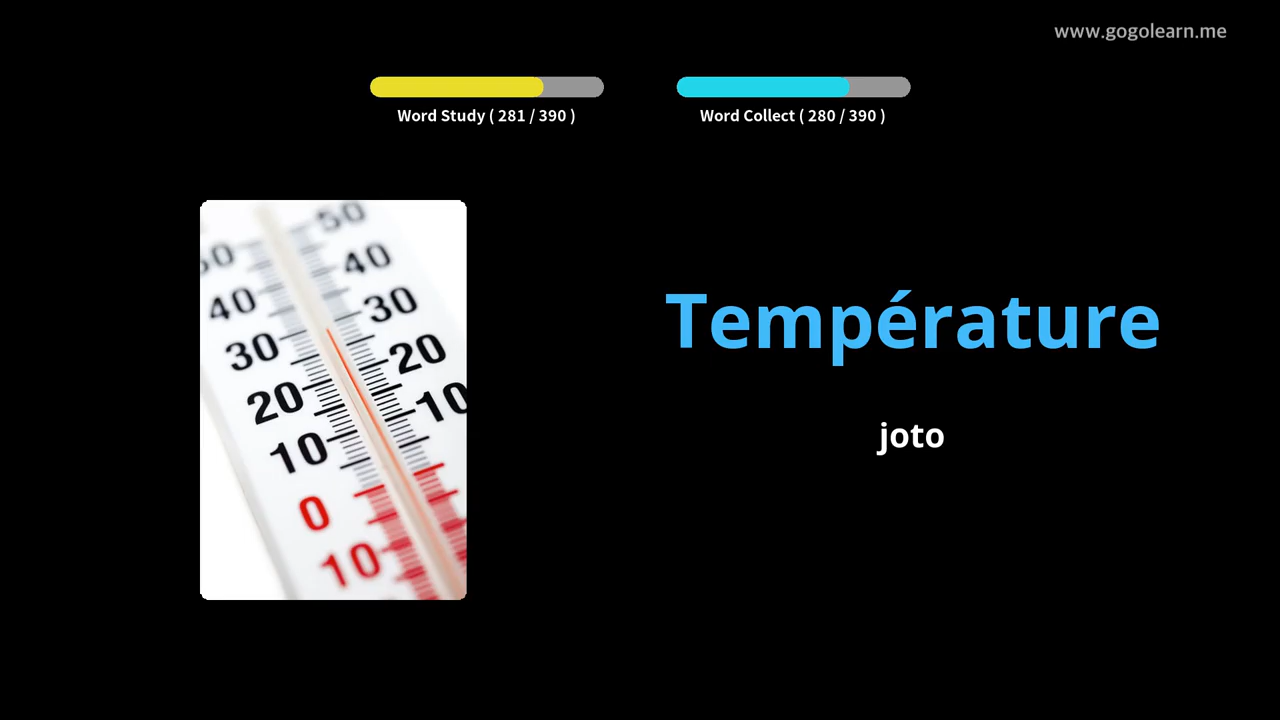 www.gogolearn.me
Word Study ( 281 / 390 )
Word Collect ( 280 / 390 )
50
40
40
30
30
20
20
10
10
0
10
Température
joto